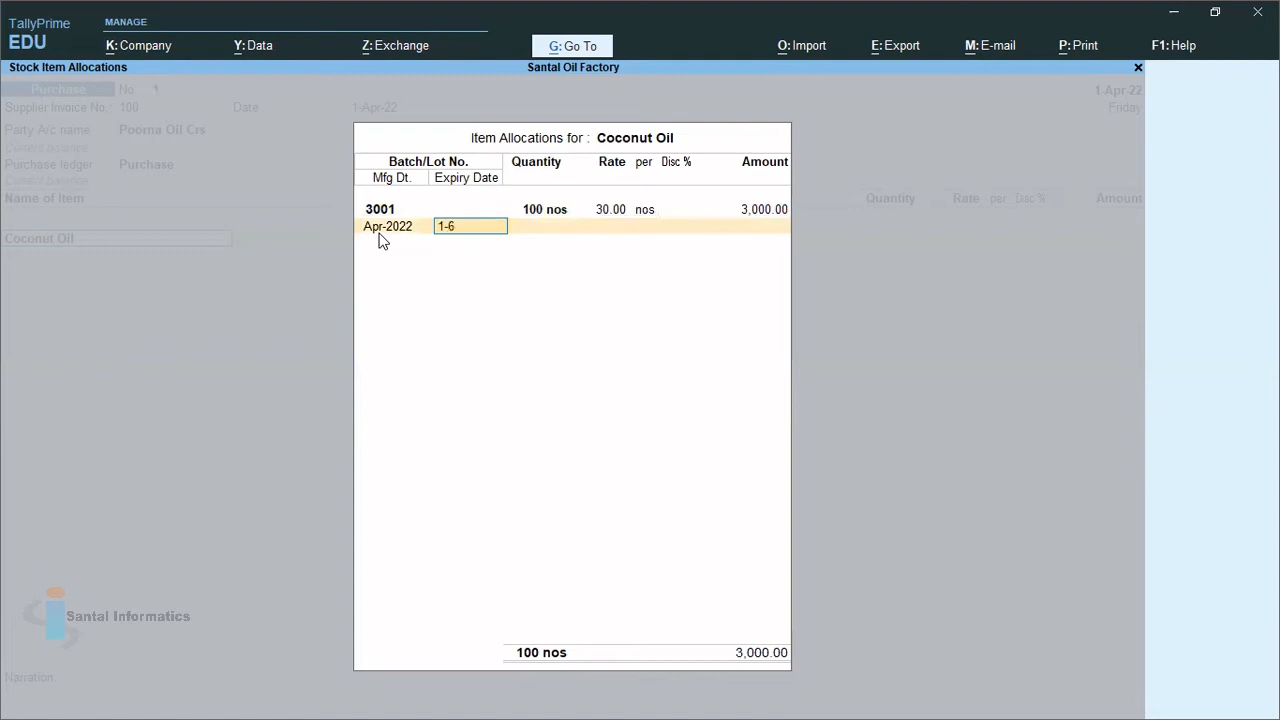 TallyPrime
EDU
MANAGE
K: Company
Y: Data
Z: Exchange
G: Go To
O: Import
E: Export
M: E-mail
P: Print
F1: Help
Stock Item Allocations
Santal Oil Factory
Purchase No. 1
1-Apr-22
Supplier Invoice No.: 100 Date 1-Apr-22
Friday
Party A/c name Poorna Oil Crs
Current balance
Purchase ledger Purchase
Current balance
Name of Item Quantity Rate per Disc % Amount
Coconut Oil
Item Allocations for : Coconut Oil
Batch/Lot No. Quantity Rate per Disc % Amount
Mfg Dt. Expiry Date
3001 100 nos 30.00 nos 3,000.00
Apr-2022 1-6
100 nos 3,000.00
Santal Informatics
Narration: